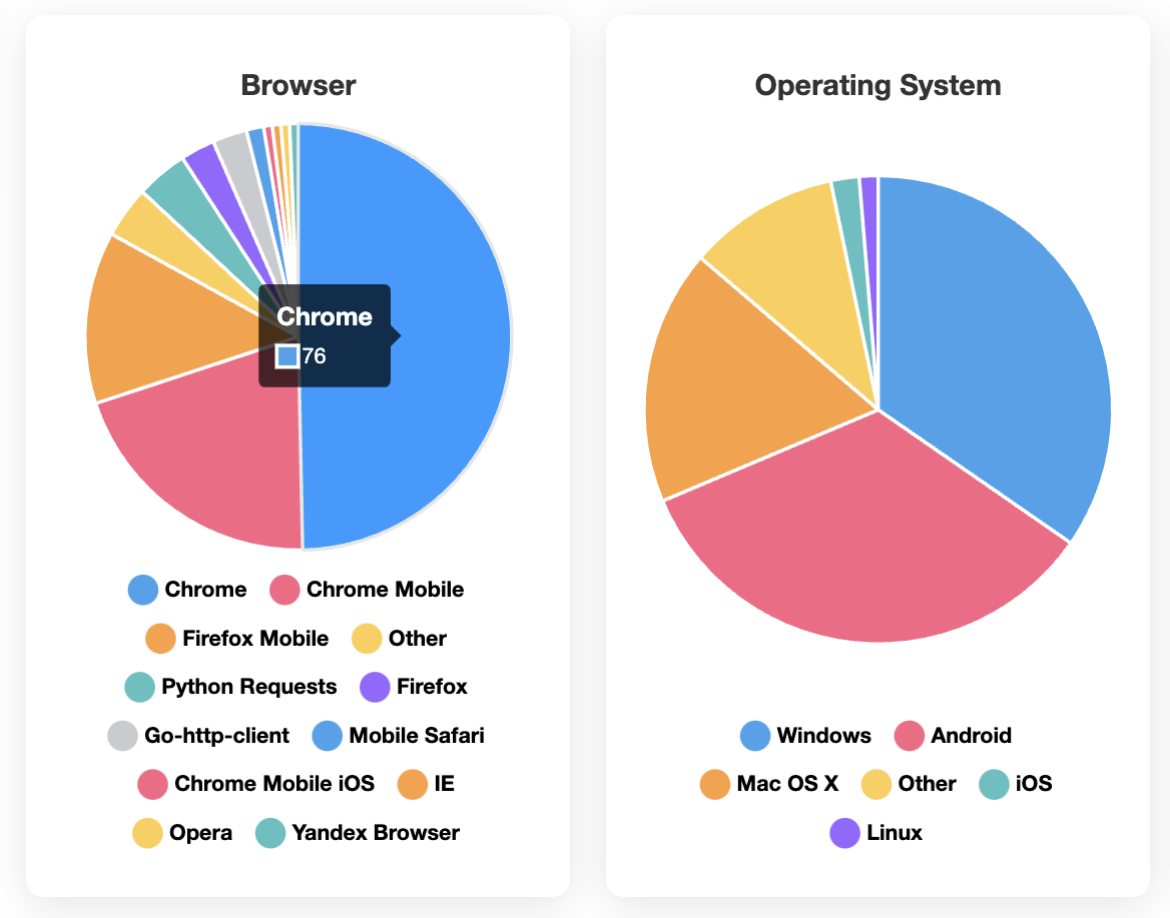 Browser
Chrome
76
Chrome Chrome Mobile
Firefox Mobile Other
Python Requests Firefox
Go-http-client Mobile Safari
Chrome Mobile iOS IE
Opera Yandex Browser
Operating System
Windows Android
Mac OS X Other iOS
Linux